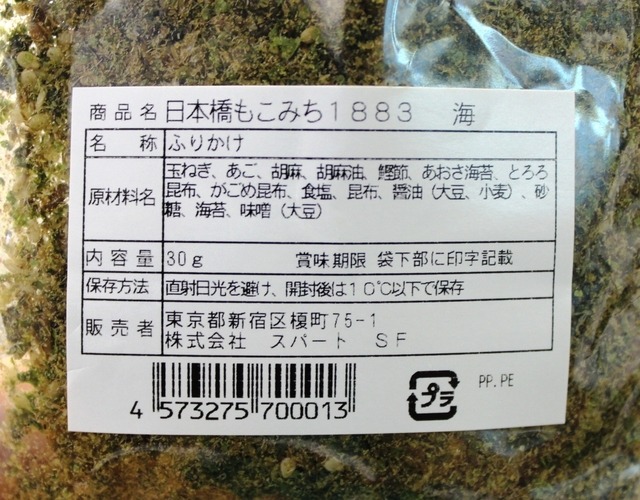 商品名 日本橋もこみち1883 海
名称 ふりかけ
原材料名 玉ねぎ、あご、胡麻、胡麻油、鰹節、あおさ海苔、とろろ
昆布、がごめ昆布、食塩、昆布、醤油（大豆、小麦）、砂
糖、海苔、味噌（大豆）
内容量 30g 賞味期限 袋下部に印字記載
保存方法 直射日光を避け、開封後は10℃以下で保存
販売者 東京都新宿区榎町75-1
株式会社 スパート SF
プラ PP.PE
4 573275 700013